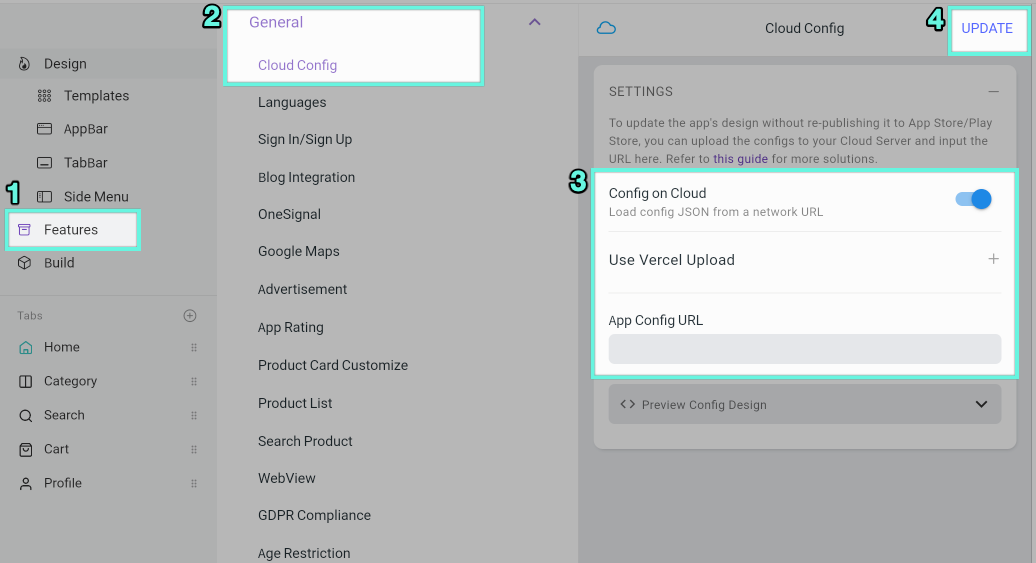 1
Design
Templates
AppBar
TabBar
Side Menu
Features
Build
Tabs
Home
Category
Search
Cart
Profile
2
General
Cloud Config
Languages
Sign In/Sign Up
Blog Integration
OneSignal
Google Maps
Advertisement
App Rating
Product Card Customize
Product List
Search Product
WebView
GDPR Compliance
Age Restriction
Cloud Config
4
UPDATE
SETTINGS
To update the app's design without re-publishing it to App Store/Play
Store, you can upload the configs to your Cloud Server and input the
URL here. Refer to this guide for more solutions.
3
Config on Cloud
Load config JSON from a network URL
Use Vercel Upload
App Config URL
Preview Config Design